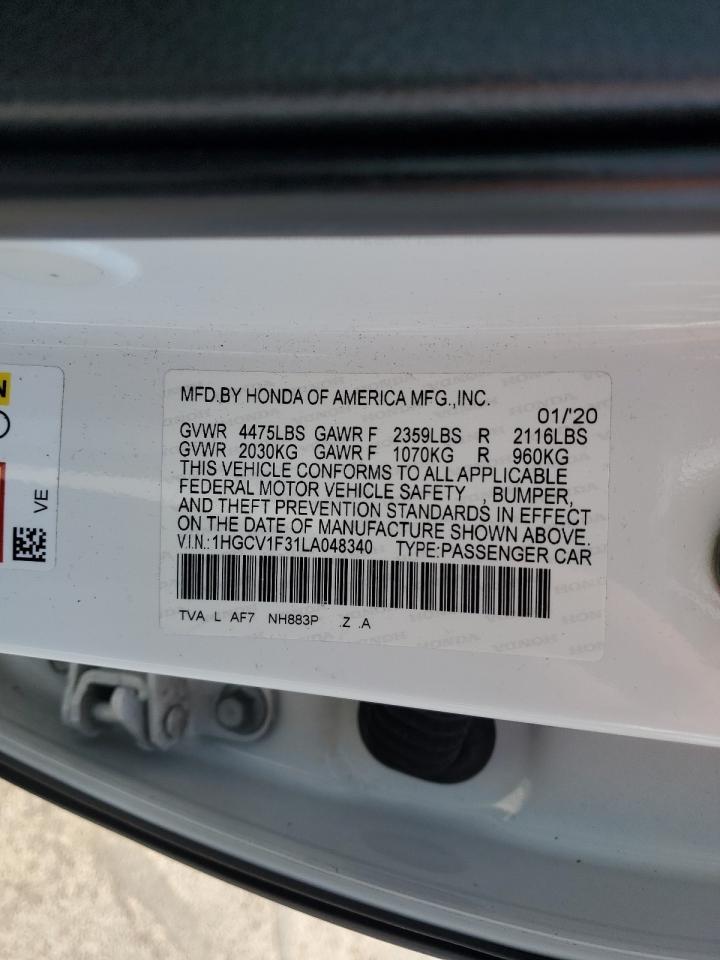 MFD.BY HONDA OF AMERICA MFG.,INC.
01/'20
GVWR 4475LBS GAWR F 2359LBS R 2116LBS
GVWR 2030KG GAWR F 1070KG R 960KG
THIS VEHICLE CONFORMS TO ALL APPLICABLE
FEDERAL MOTOR VEHICLE SAFETY , BUMPER,
AND THEFT PREVENTION STANDARDS IN EFFECT
ON THE DATE OF MANUFACTURE SHOWN ABOVE.
V.I.N.:1HGCV1F31LA048340 TYPE:PASSENGER CAR
TVA L AF7 NH883P .Z .A
N
VE